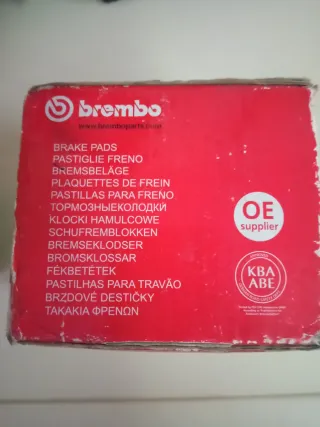 brembo
www.bremboparts.com
BRAKE PADS
PASTIGLIE FRENO
BREMSBELÄGE
PLAQUETTES DE FREIN
PASTILLAS PARA FRENO
ТОРМОЗНЫЕКОЛОДКИ
KLOCKI HAMULCOWE
SCHUFREMBLOKKEN
BREMSEKLODSER
BROMSKLOSSAR
FÉKBETÉTEK
PASTILHAS PARA TRAVÃO
BRZDOVÉ DESTIČKY
ΤΑΚΑΚΙΑ ΦΡΕΝΩΝ
OE
supplier
KBA
ABE